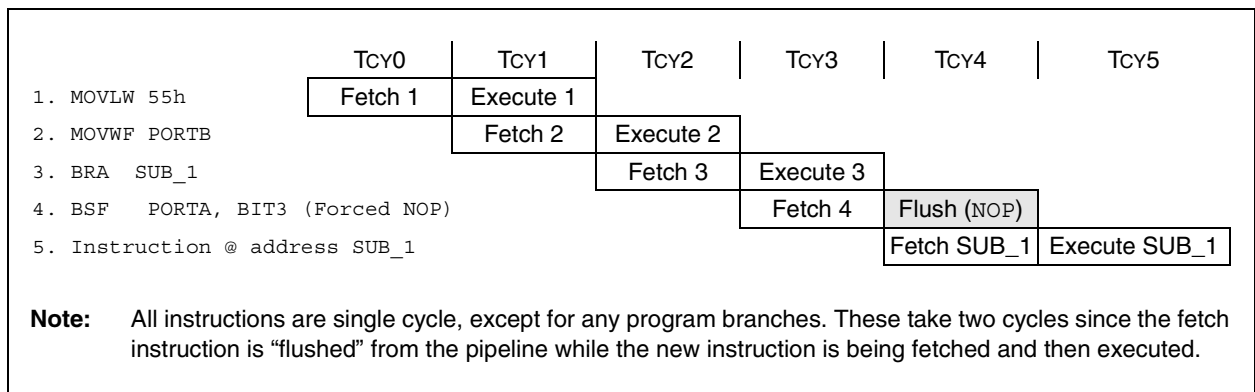 TCY0 TCY1 TCY2 TCY3 TCY4 TCY5
1. MOVLW 55h Fetch 1 Execute 1
2. MOVWF PORTB Fetch 2 Execute 2
3. BRA SUB_1 Fetch 3 Execute 3
4. BSF PORTA, BIT3 (Forced NOP) Fetch 4 Flush (NOP)
5. Instruction @ address SUB_1 Fetch SUB_1 Execute SUB_1
Note: All instructions are single cycle, except for any program branches. These take two cycles since the fetch
instruction is “flushed” from the pipeline while the new instruction is being fetched and then executed.